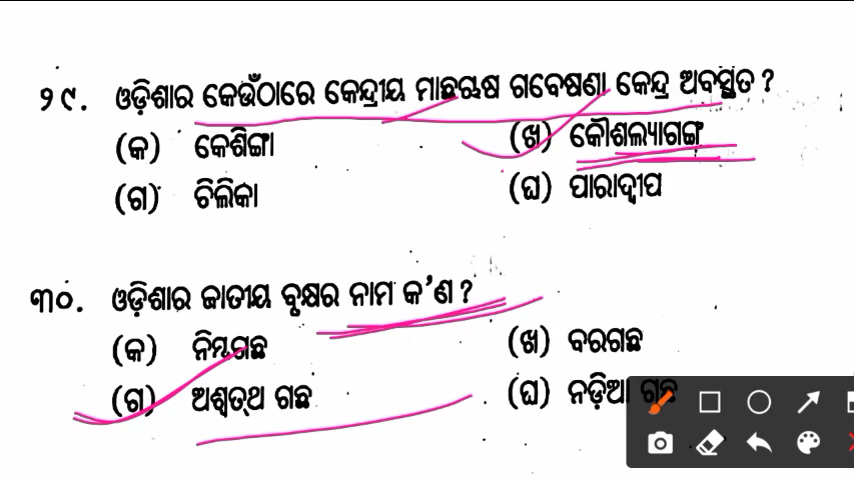 ୨୯. ଓଡ଼ିଶାର କେଉଁଠାରେ କେନ୍ଦ୍ରୀୟ ମାଛଚାଷ ଗବେଷଣା କେନ୍ଦ୍ର ଅବସ୍ଥିତ ?
(କ) କେଶିଙ୍ଗା (ଖ) କୌଶଲ୍ୟାଗଙ୍ଗ
(ଗ) ଚିଲିକା (ଘ) ପାରାଦ୍ୱୀପ
୩୦. ଓଡ଼ିଶାର ଜାତୀୟ ବୃକ୍ଷର ନାମ କ'ଣ ?
(କ) ନିମ୍ବଗଛ (ଖ) ବରଗଛ
(ଗ) ଅଶ୍ୱତ୍‌ଥ ଗଛ (ଘ) ନଡ଼ିଆ ଗଛ